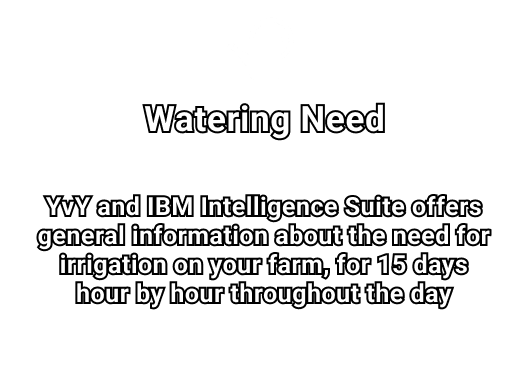 Watering Need
YvY and IBM Intelligence Suite offers
general information about the need for
irrigation on your farm, for 15 days
hour by hour throughout the day